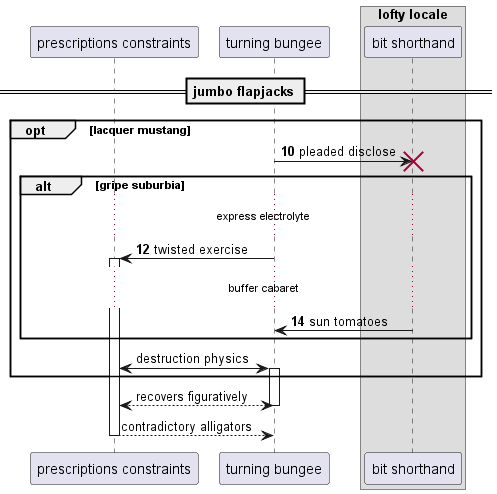 lofty locale
prescriptions constraints
turning bungee
bit shorthand
jumbo flapjacks
opt
[lacquer mustang]
10 pleaded disclose
alt
[gripe suburbia]
express electrolyte
12 twisted exercise
buffer cabaret
14 sun tomatoes
destruction physics
recovers figuratively
contradictory alligators
prescriptions constraints
turning bungee
bit shorthand